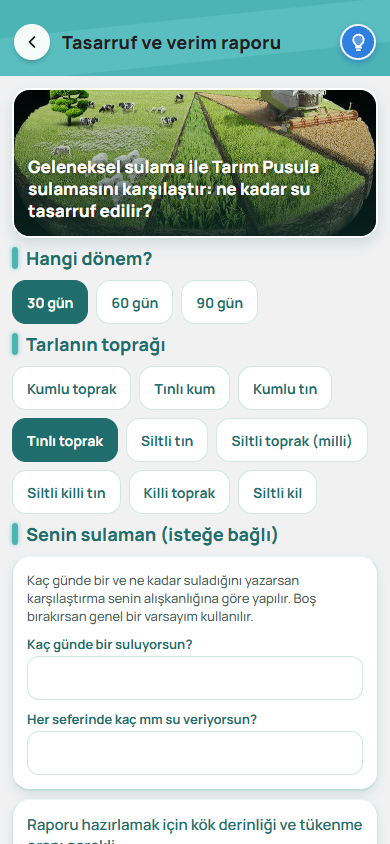 Tasarruf ve verim raporu
Geleneksel sulama ile Tarım Pusula
sulamasını karşılaştır: ne kadar su
tasarruf edilir?
Hangi dönem?
30 gün
60 gün
90 gün
Tarlanın toprağı
Kumlu toprak
Tınlı kum
Kumlu tın
Tınlı toprak
Siltli tın
Siltli toprak (milli)
Siltli killi tın
Killi toprak
Siltli kil
Senin sulaman (isteğe bağlı)
Kaç günde bir ve ne kadar suladığını yazarsan
karşılaştırma senin alışkanlığına göre yapılır. Boş
bırakırsan genel bir varsayım kullanılır.
Kaç günde bir suluyorsun?
Her seferinde kaç mm su veriyorsun?
Raporu hazırlamak için kök derinliği ve tükenme